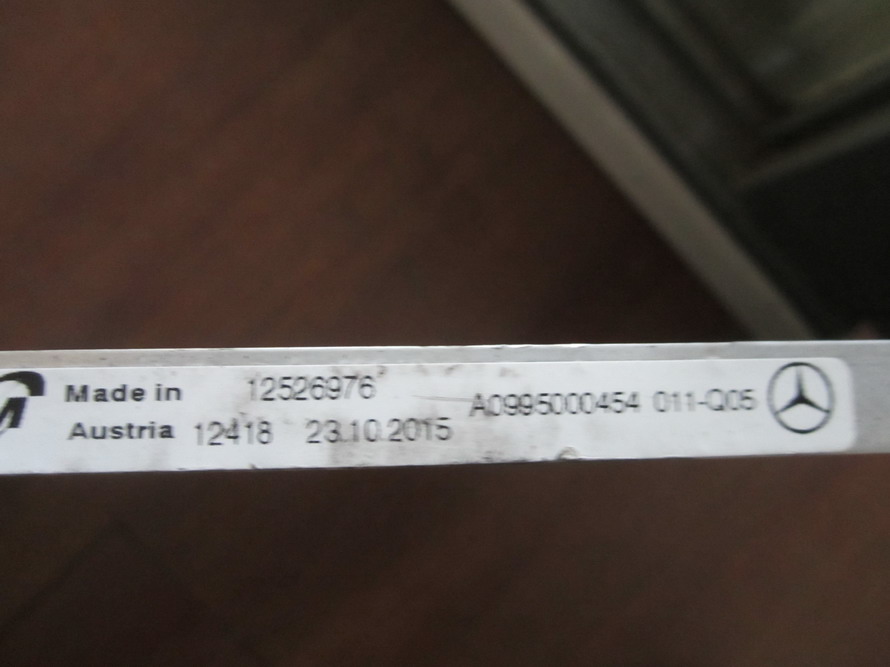 Made in 12526976
Austria 12418 23.10.2015
A0995000454 011-Q05